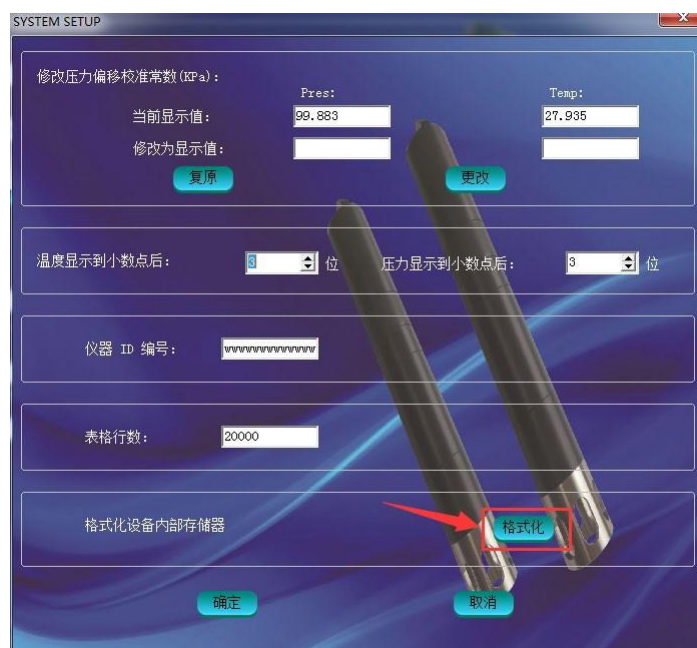 SYSTEM SETUP
修改压力偏移校准常数(KPa):
Pres: Temp:
当前显示值: 99.883 27.935
修改为显示值:
复原 更改
温度显示到小数点后: 3 位 压力显示到小数点后: 3 位
仪器 ID 编号:
表格行数: 20000
格式化设备内部存储器 格式化
确定 取消